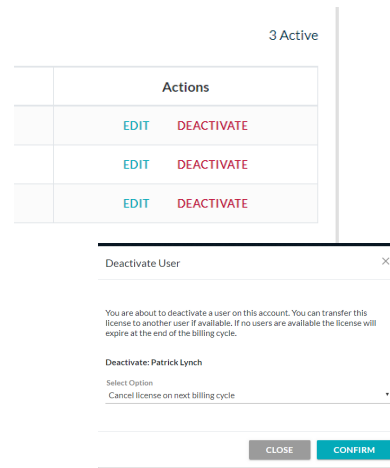 3 Active
Actions
EDIT DEACTIVATE
EDIT DEACTIVATE
EDIT DEACTIVATE
Deactivate User
You are about to deactivate a user on this account. You can transfer this
license to another user if available. If no users are available the license will
expire at the end of the billing cycle.
Deactivate: Patrick Lynch
Select Option
Cancel license on next billing cycle
CLOSE CONFIRM